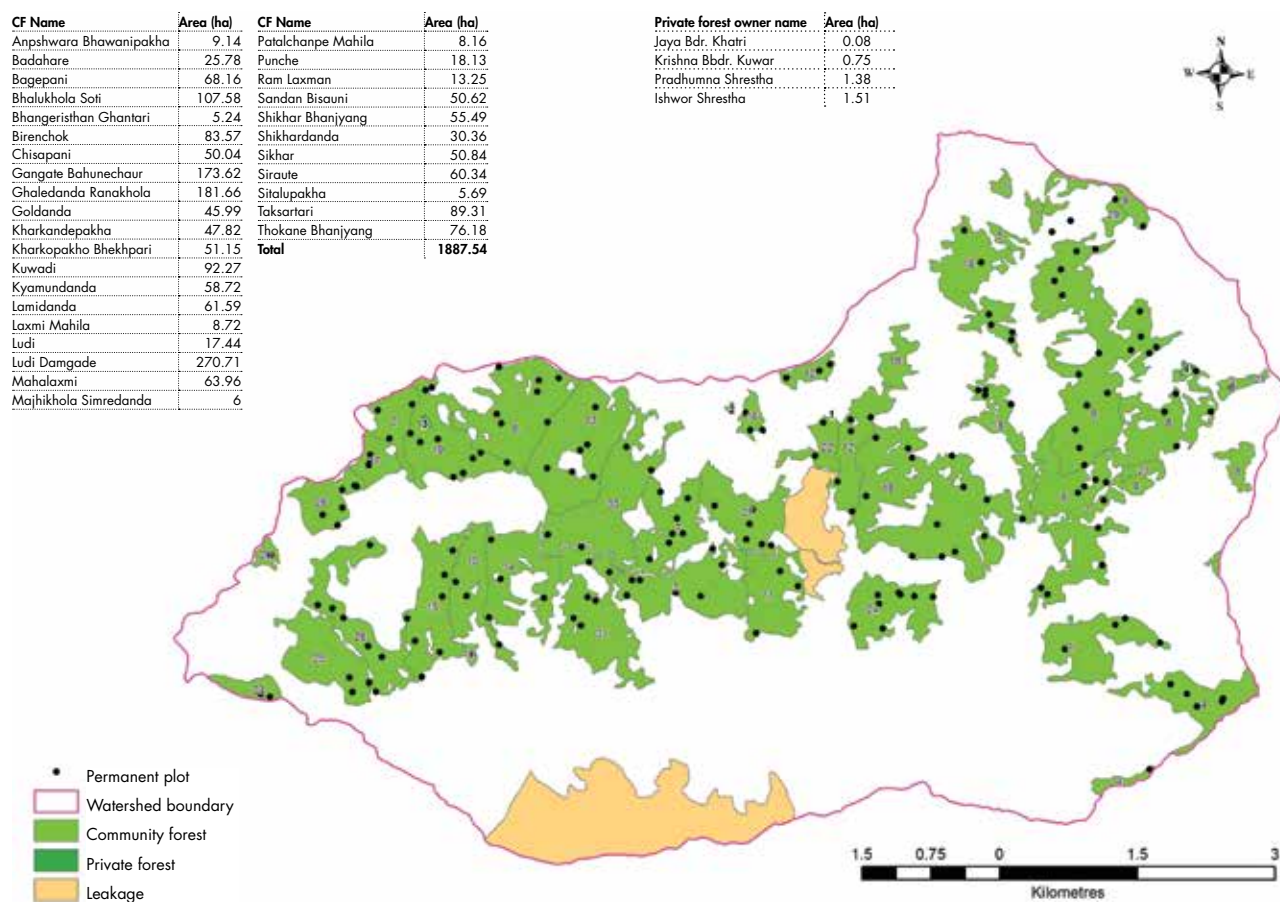 CF Name Area (ha)
Anpshwara Bhawanipakha 9.14
Badahare 25.78
Bagepani 68.16
Bhalukhola Soti 107.58
Bhangeristhan Ghantari 5.24
Birenchok 83.57
Chisapani 50.04
Gangate Bahunechaur 173.62
Ghaledanda Ranakhola 181.66
Goldanda 45.99
Kharkandepakha 47.82
Kharkopakho Bhekhpari 51.15
Kuwadi 92.27
Kyamundanda 58.72
Lamidanda 61.59
Laxmi Mahila 8.72
Ludi 17.44
Ludi Damgade 270.71
Mahalaxmi 63.96
Majhikhola Simredanda 6
CF Name Area (ha)
Patalchanpe Mahila 8.16
Punche 18.13
Ram Laxman 13.25
Sandan Bisauni 50.62
Shikhar Bhanjyang 55.49
Shikhardanda 30.36
Sikhar 50.84
Siraute 60.34
Sitalupakha 5.69
Taksartari 89.31
Thokane Bhanjyang 76.18
Total 1887.54
Private forest owner name Area (ha)
Jaya Bdr. Khatri 0.08
Krishna Bbdr. Kuwar 0.75
Pradhumna Shrestha 1.38
Ishwor Shrestha 1.51
N
W E
S
Permanent plot
Watershed boundary
Community forest
Private forest
Leakage
1.5 0.75 0 1.5 3
Kilometres